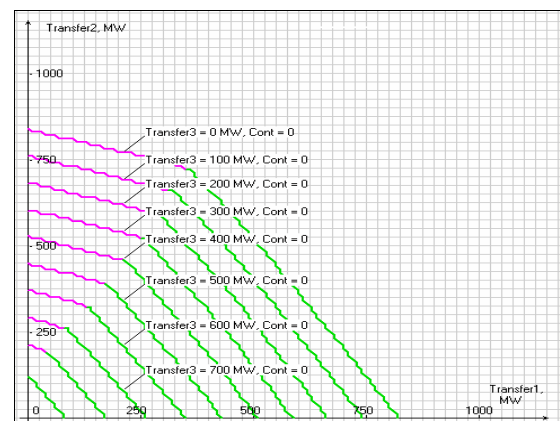 Transfer2, MW
1000
Transfer3 = 0 MW, Cont = 0
750
Transfer3 = 100 MW, Cont = 0
Transfer3 = 200 MW, Cont = 0
Transfer3 = 300 MW, Cont = 0
Transfer3 = 400 MW, Cont = 0
500
Transfer3 = 500 MW, Cont = 0
Transfer3 = 600 MW, Cont = 0
250
Transfer3 = 700 MW, Cont = 0
Transfer1,
MW
0 250 500 750 1000